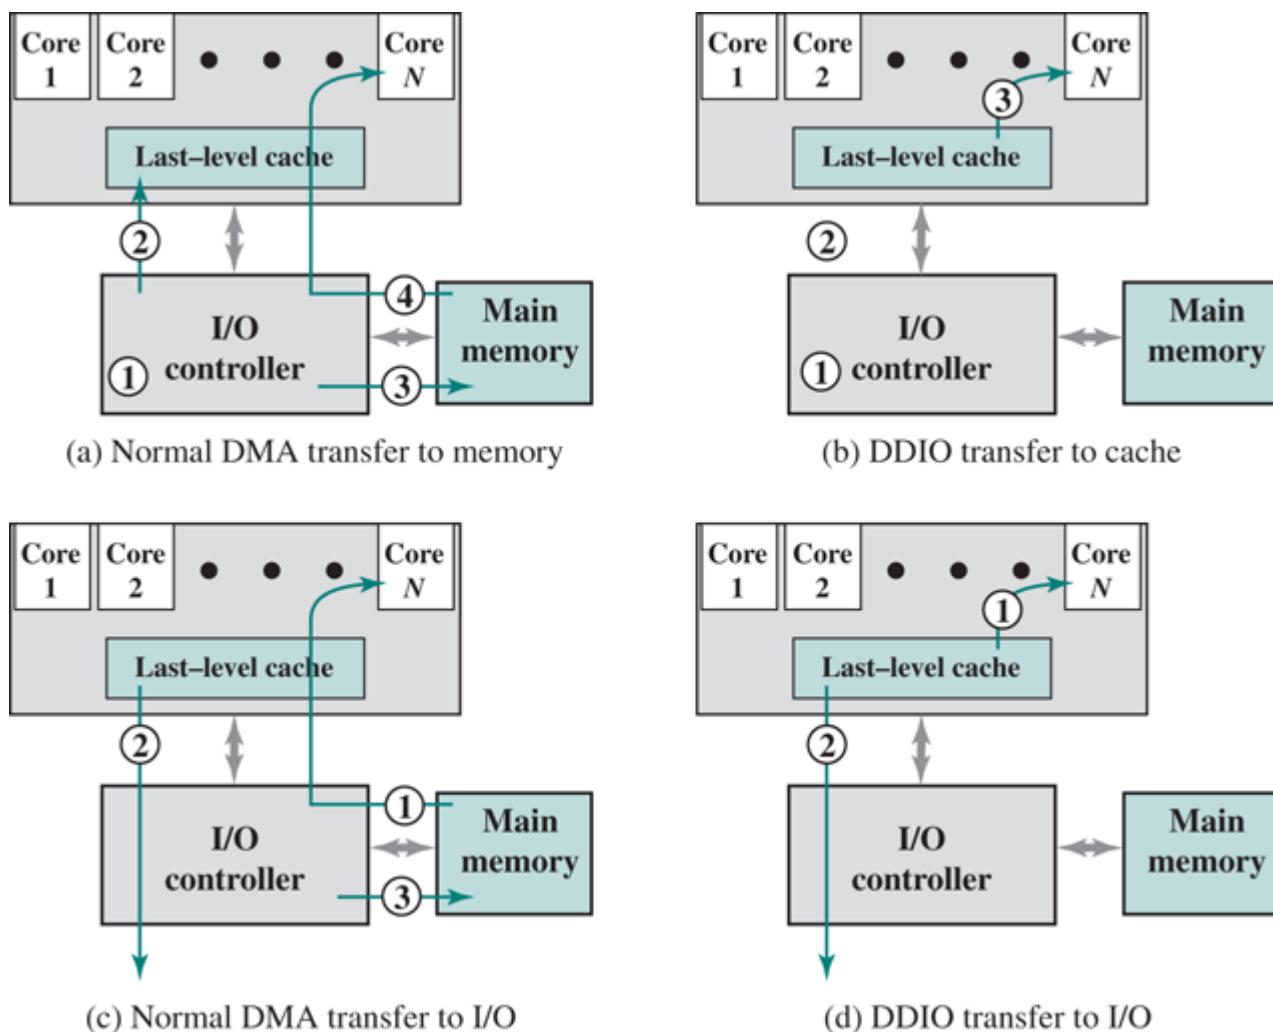 Core 1
Core 2
Core N
Last–level cache
2
4
I/O controller
Main memory
1
3
(a) Normal DMA transfer to memory
Core 1
Core 2
Core N
3
Last–level cache
2
I/O controller
Main memory
1
(b) DDIO transfer to cache
Core 1
Core 2
Core N
Last–level cache
2
1
I/O controller
Main memory
3
(c) Normal DMA transfer to I/O
Core 1
Core 2
Core N
1
Last–level cache
2
I/O controller
Main memory
(d) DDIO transfer to I/O